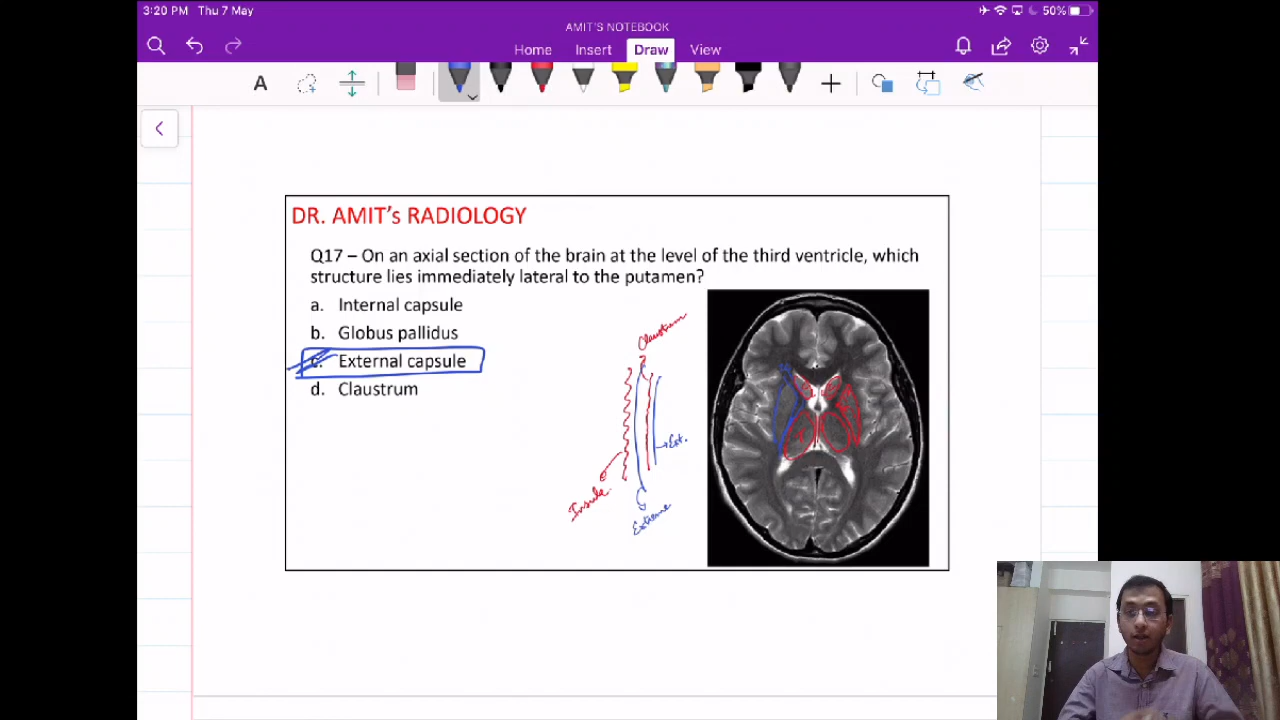 3:20 PM Thu 7 May
50%
AMIT'S NOTEBOOK
Home Insert Draw View
A
DR. AMIT's RADIOLOGY
Q17 – On an axial section of the brain at the level of the third ventricle, which
structure lies immediately lateral to the putamen?
a. Internal capsule
b. Globus pallidus
c. External capsule
d. Claustrum
Claustrum
Ext.
Insula
Extreme